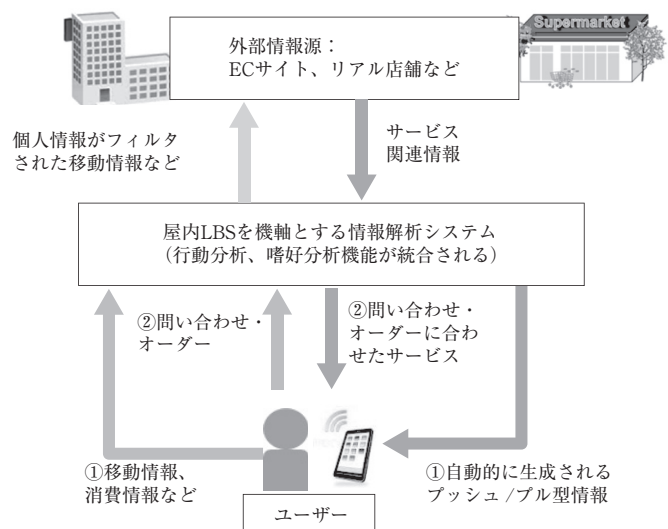 Supermarket
外部情報源：
ECサイト、リアル店舗など
個人情報がフィルタ
された移動情報など
サービス
関連情報
屋内LBSを機軸とする情報解析システム
（行動分析、嗜好分析機能が統合される）
②問い合わせ・
オーダー
②問い合わせ・
オーダーに合わ
せたサービス
①移動情報、
消費情報など
①自動的に生成される
プッシュ/プル型情報
ユーザー